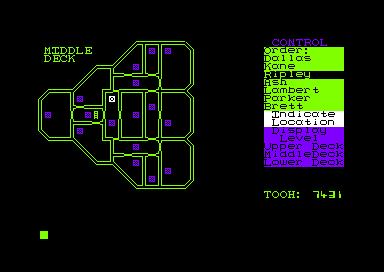 MIDDLE
DECK
CONTROL
Order:
Dallas
Kane
Ripley
Ash
Lambert
Parker
Brett
Indicate
Location
Display
Level
Upper Deck
MiddleDeck
Lower Deck
TOOH: 7431